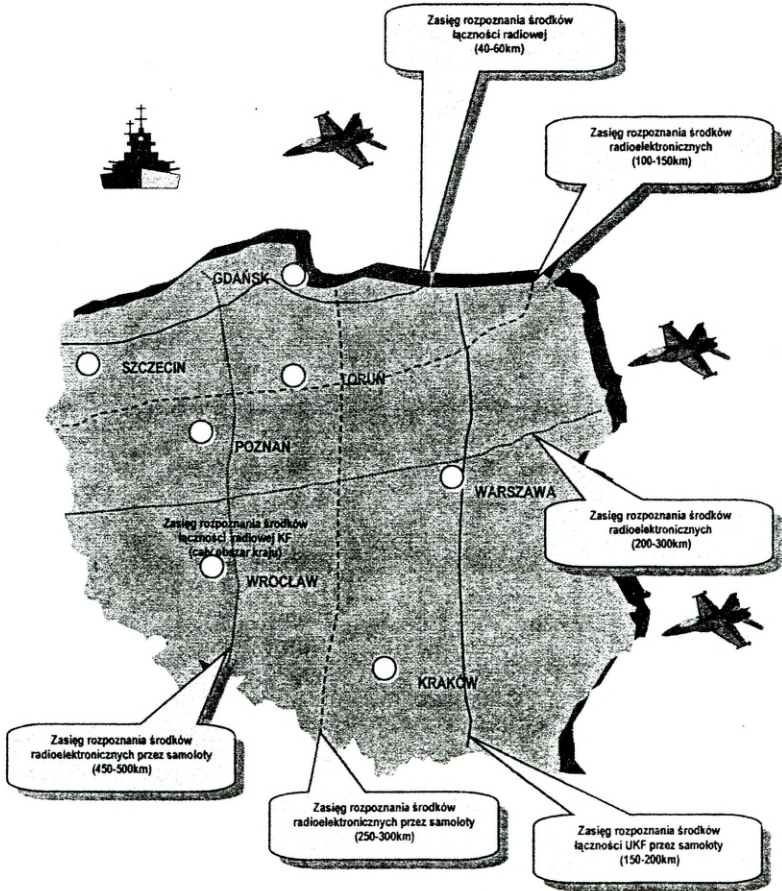 Zasięg rozpoznania środków
łączności radiowej
(40-60km)
Zasięg rozpoznania środków
radioelektronicznych
(100-150km)
GDAŃSK
SZCZECIN
TORUŃ
POZNAŃ
WARSZAWA
Zasięg rozpoznania środków
radioelektronicznych
(200-300km)
Zasięg rozpoznania środków
łączności radiowej KF
(cały obszar kraju)
WROCŁAW
KRAKÓW
Zasięg rozpoznania środków
radioelektronicznych przez samoloty
(450-500km)
Zasięg rozpoznania środków
radioelektronicznych przez samoloty
(250-300km)
Zasięg rozpoznania środków
łączności UKF przez samoloty
(150-200km)